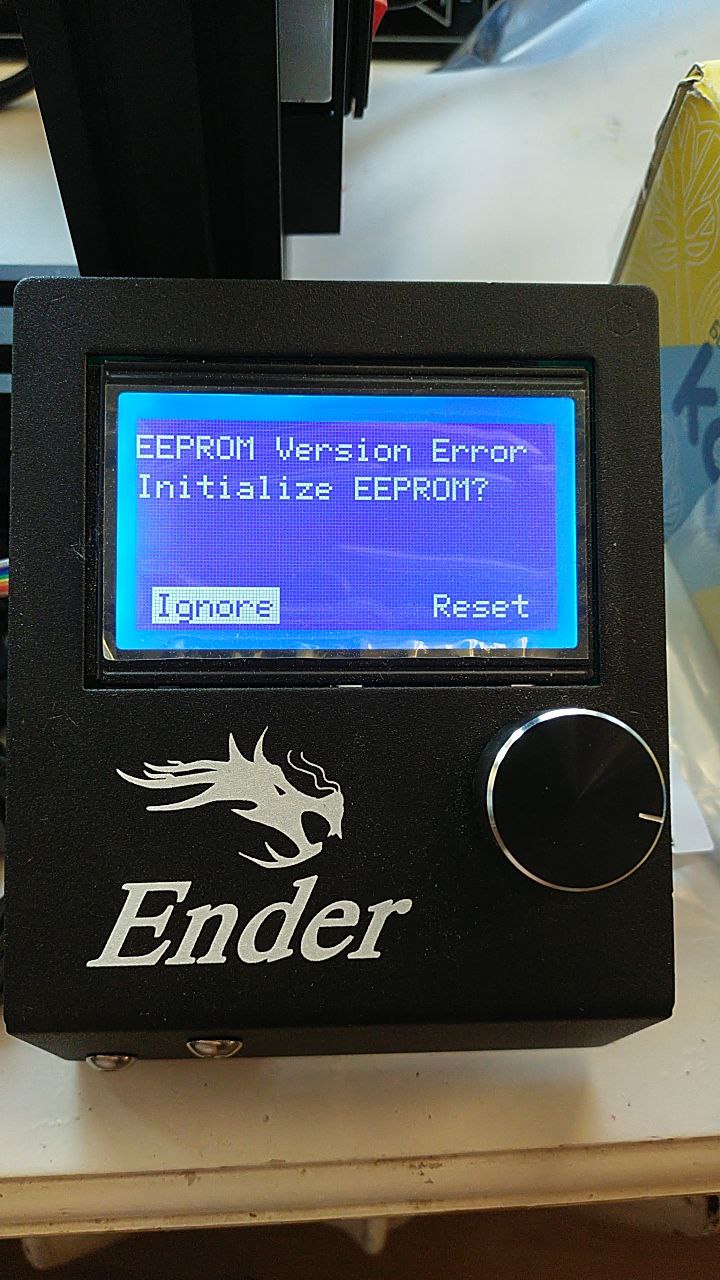 EEPROM Version Error
Initialize EEPROM?
Ignore Reset
Ender